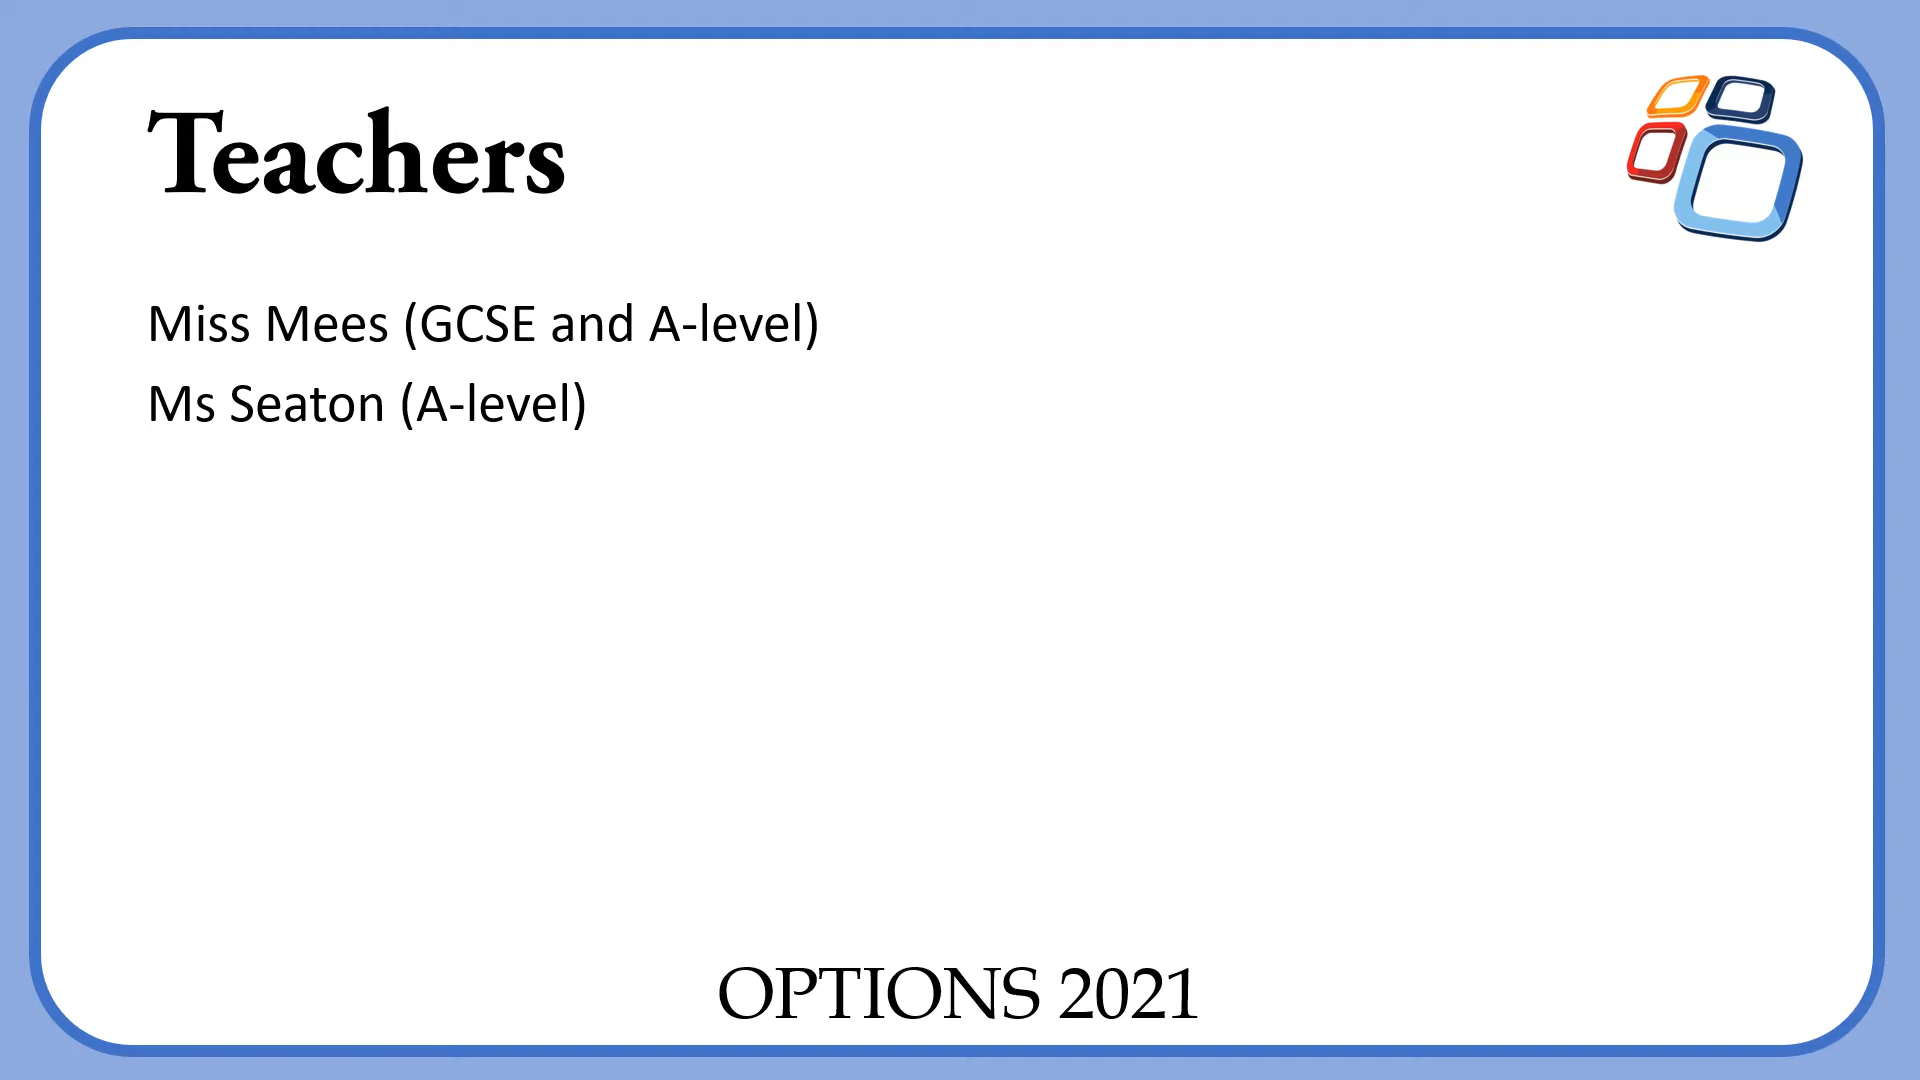 Teachers
Miss Mees (GCSE and A-level)
Ms Seaton (A-level)
OPTIONS 2021